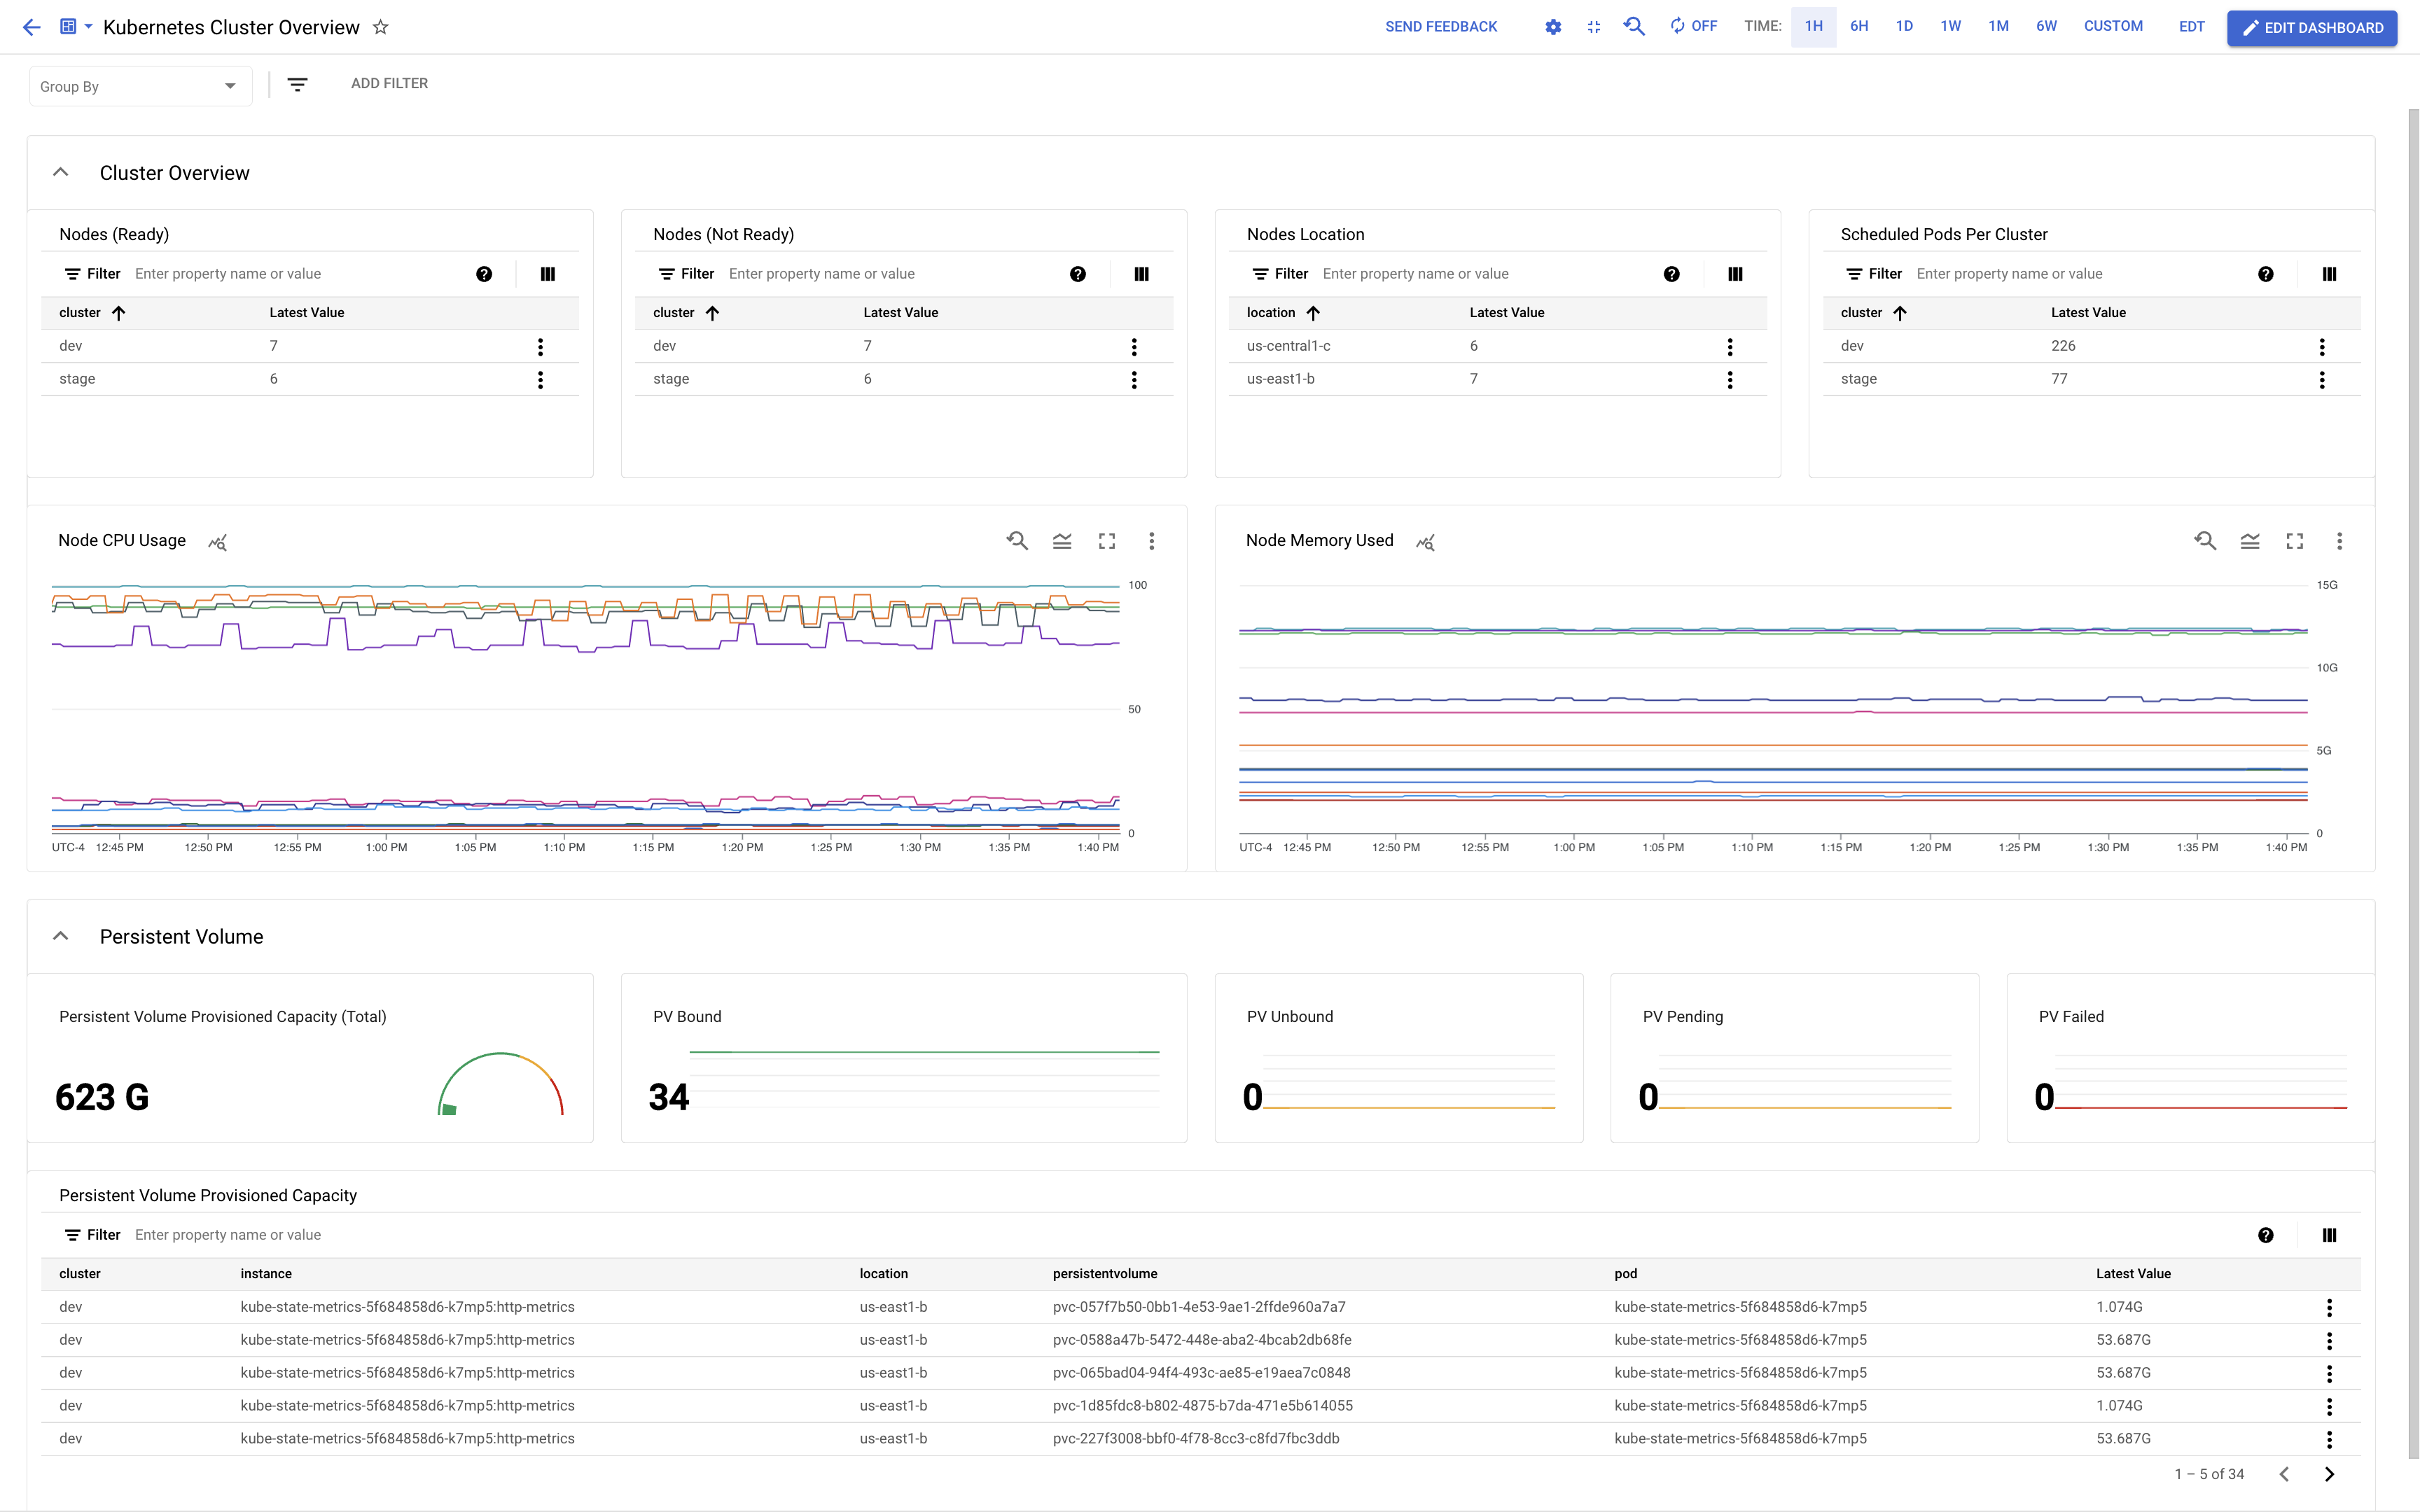 Kubernetes Cluster Overview
SEND FEEDBACK OFF TIME: 1H 6H 1D 1W 1M 6W CUSTOM EDT EDIT DASHBOARD
Group By ADD FILTER
Cluster Overview
Nodes (Ready)
Filter Enter property name or value
cluster Latest Value
dev 7
stage 6
Nodes (Not Ready)
Filter Enter property name or value
cluster Latest Value
dev 7
stage 6
Nodes Location
Filter Enter property name or value
location Latest Value
us-central1-c 6
us-east1-b 7
Scheduled Pods Per Cluster
Filter Enter property name or value
cluster Latest Value
dev 226
stage 77
Node CPU Usage
100
50
0
UTC-4 12:45 PM 12:50 PM 12:55 PM 1:00 PM 1:05 PM 1:10 PM 1:15 PM 1:20 PM 1:25 PM 1:30 PM 1:35 PM 1:40 PM
Node Memory Used
15G
10G
5G
0
UTC-4 12:45 PM 12:50 PM 12:55 PM 1:00 PM 1:05 PM 1:10 PM 1:15 PM 1:20 PM 1:25 PM 1:30 PM 1:35 PM 1:40 PM
Persistent Volume
Persistent Volume Provisioned Capacity (Total)
623 G
PV Bound
34
PV Unbound
0
PV Pending
0
PV Failed
0
Persistent Volume Provisioned Capacity
Filter Enter property name or value
cluster instance location persistentvolume pod Latest Value
dev kube-state-metrics-5f684858d6-k7mp5:http-metrics us-east1-b pvc-057f7b50-0bb1-4e53-9ae1-2ffde960a7a7 kube-state-metrics-5f684858d6-k7mp5 1.074G
dev kube-state-metrics-5f684858d6-k7mp5:http-metrics us-east1-b pvc-0588a47b-5472-448e-aba2-4bcab2db68fe kube-state-metrics-5f684858d6-k7mp5 53.687G
dev kube-state-metrics-5f684858d6-k7mp5:http-metrics us-east1-b pvc-065bad04-94f4-493c-ae85-e19aea7c0848 kube-state-metrics-5f684858d6-k7mp5 53.687G
dev kube-state-metrics-5f684858d6-k7mp5:http-metrics us-east1-b pvc-1d85fdc8-b802-4875-b7da-471e5b614055 kube-state-metrics-5f684858d6-k7mp5 1.074G
dev kube-state-metrics-5f684858d6-k7mp5:http-metrics us-east1-b pvc-227f3008-bbf0-4f78-8cc3-c8fd7fbc3ddb kube-state-metrics-5f684858d6-k7mp5 53.687G
1 – 5 of 34